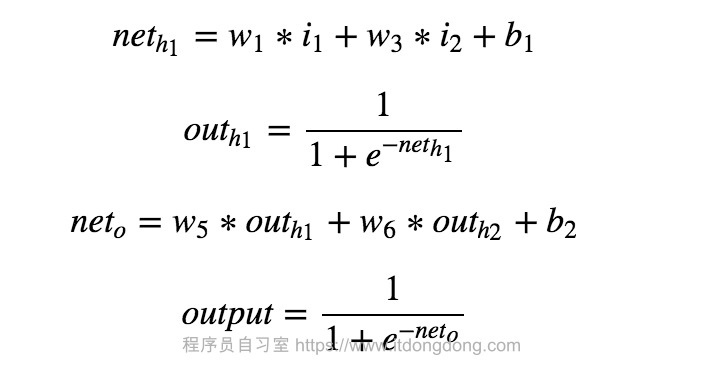 net_{h1} = w_1 * i_1 + w_3 * i_2 + b_1
out_{h1} = \frac{1}{1 + e^{-net_{h1}}}
net_o = w_5 * out_{h1} + w_6 * out_{h2} + b_2
output = \frac{1}{1 + e^{-net_o}}
程序员自习室 https://www.itdongdong.com